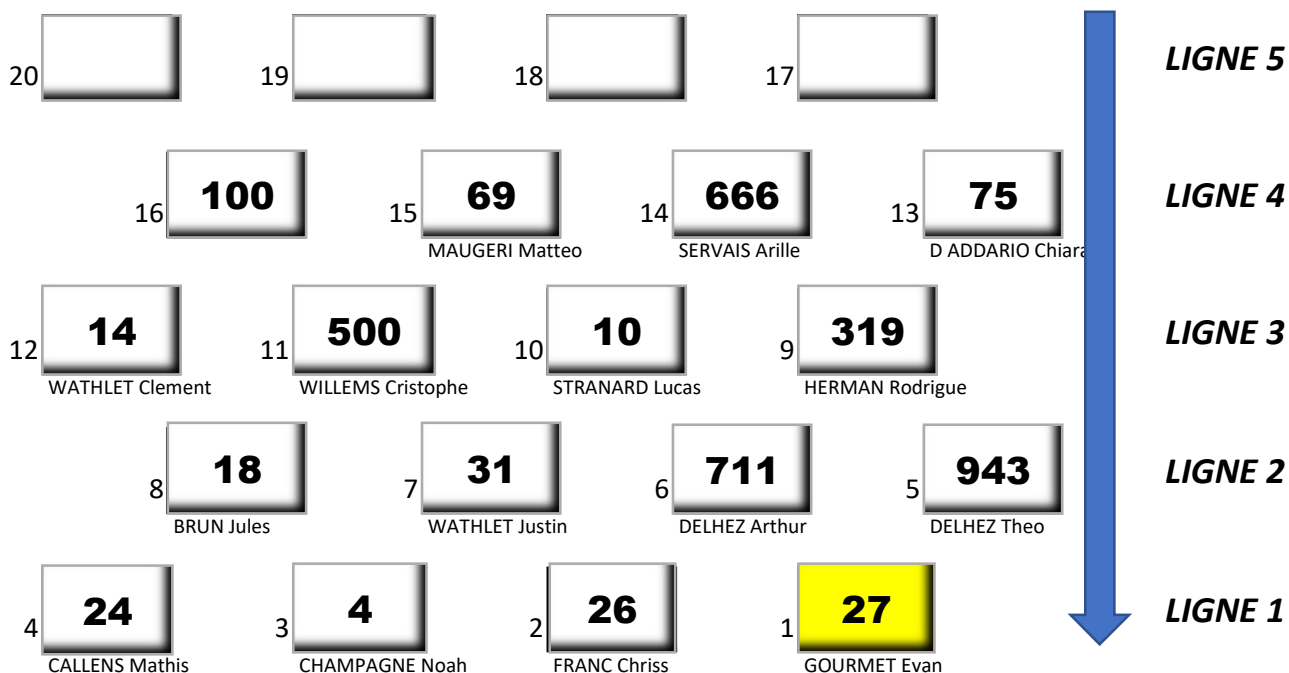 20 19 18 17 LIGNE 5
16 100 15 69 14 666 13 75 LIGNE 4
MAUGERI Matteo SERVAIS Arille D ADDARIO Chiara
12 14 11 500 10 10 9 319 LIGNE 3
WATHLET Clement WILLEMS Cristophe STRANARD Lucas HERMAN Rodrigue
8 18 7 31 6 711 5 943 LIGNE 2
BRUN Jules WATHLET Justin DELHEZ Arthur DELHEZ Theo
4 24 3 4 2 26 1 27 LIGNE 1
CALLENS Mathis CHAMPAGNE Noah FRANC Chriss GOURMET Evan